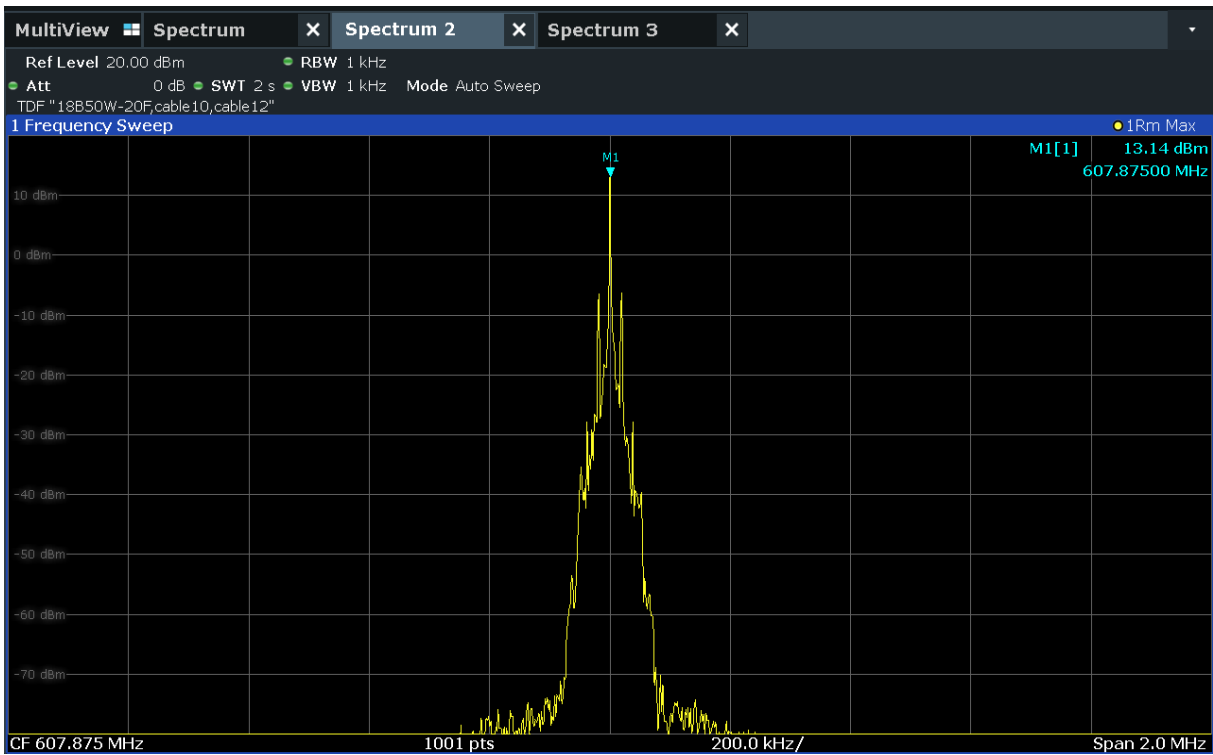 MultiView Spectrum X Spectrum 2 X Spectrum 3 X
Ref Level 20.00 dBm RBW 1 kHz
Att 0 dB SWT 2 s VBW 1 kHz Mode Auto Sweep
TDF "18B50W-20F,cable10,cable12"
1 Frequency Sweep 1Rm Max
M1[1] 13.14 dBm
607.87500 MHz
M1
10 dBm
0 dBm
-10 dBm
-20 dBm
-30 dBm
-40 dBm
-50 dBm
-60 dBm
-70 dBm
CF 607.875 MHz 1001 pts 200.0 kHz/ Span 2.0 MHz